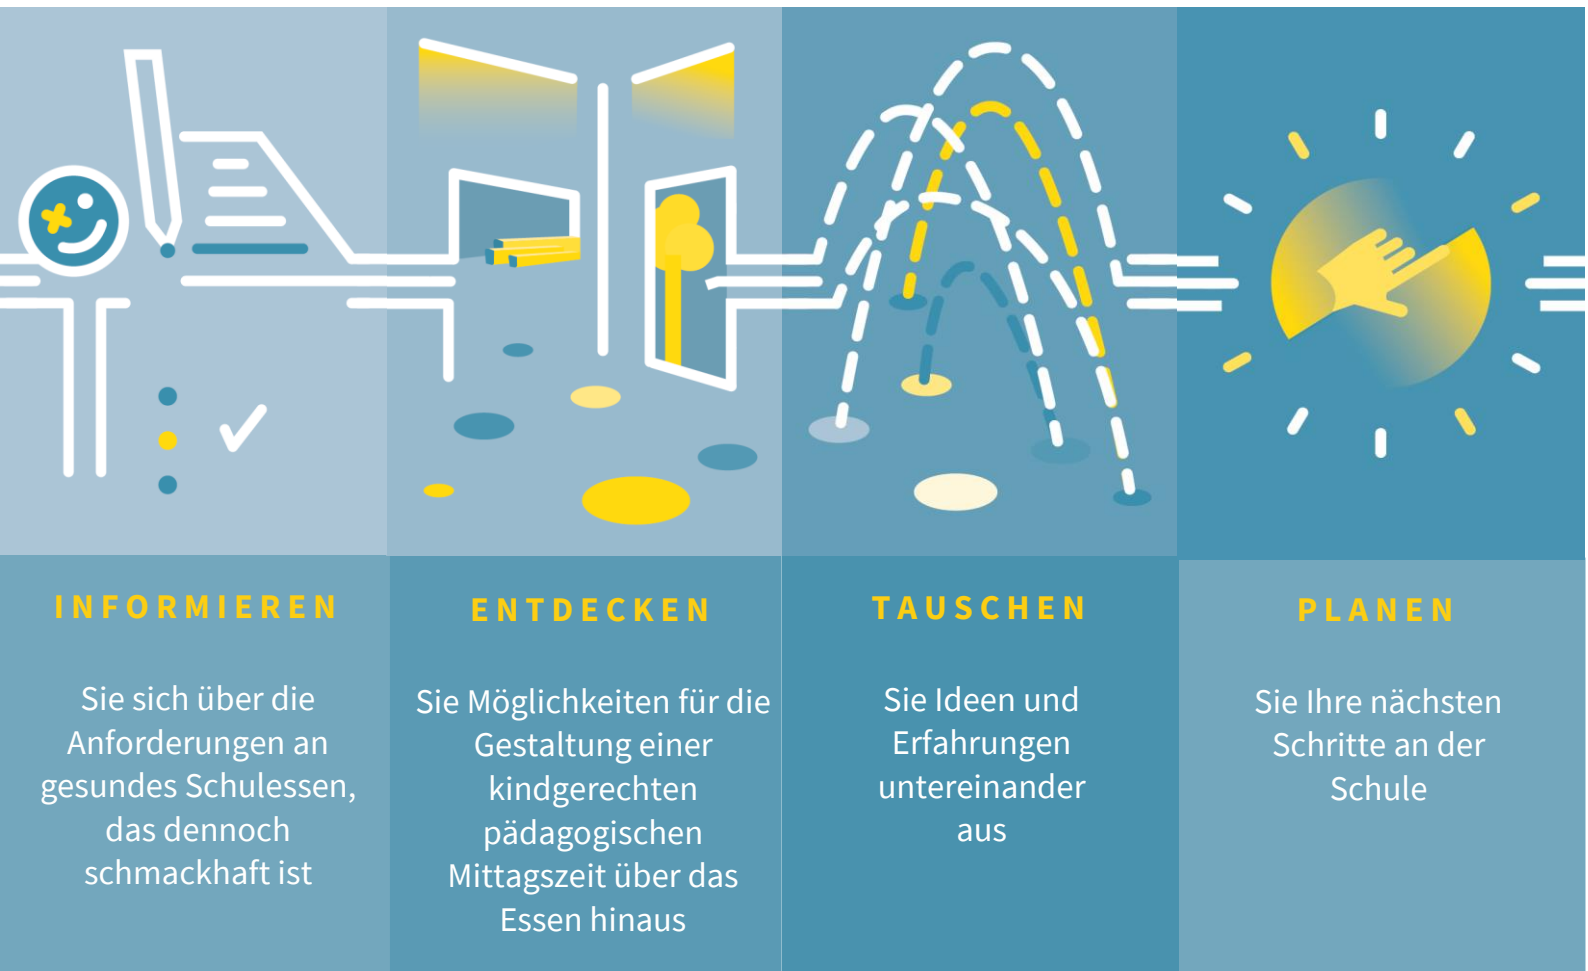 INFORMIEREN
Sie sich über die
Anforderungen an
gesundes Schulessen,
das dennoch
schmackhaft ist
ENTDECKEN
Sie Möglichkeiten für die
Gestaltung einer
kindgerechten
pädagogischen
Mittagszeit über das
Essen hinaus
TAUSCHEN
Sie Ideen und
Erfahrungen
untereinander
aus
PLANEN
Sie Ihre nächsten
Schritte an der
Schule